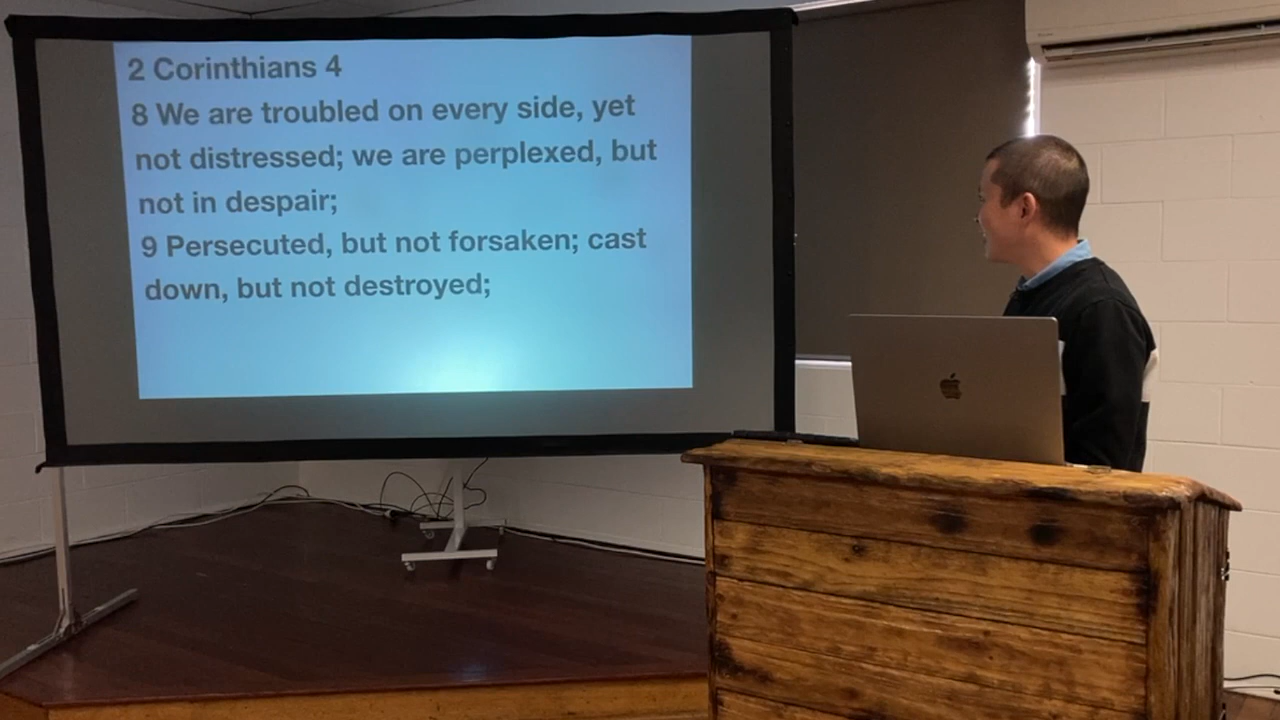 2 Corinthians 4
8 We are troubled on every side, yet
not distressed; we are perplexed, but
not in despair;
9 Persecuted, but not forsaken; cast
down, but not destroyed;